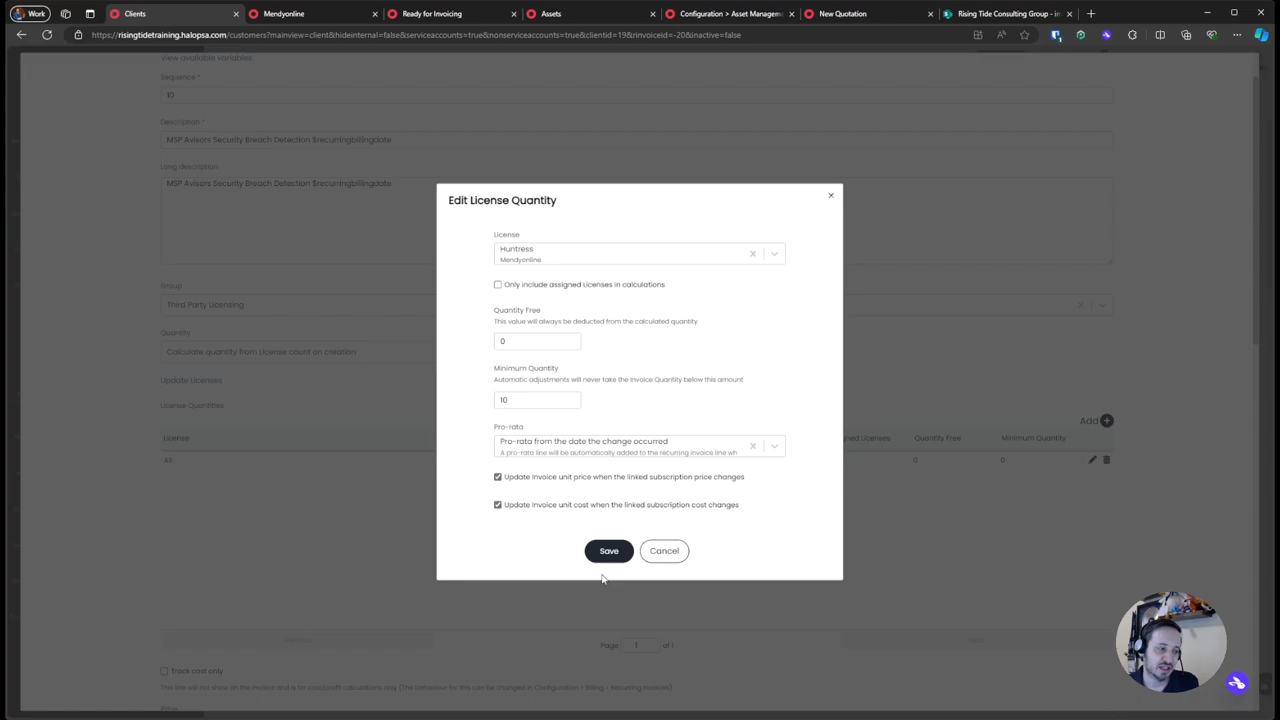 Work
Clients
Mendyonline
Ready for Invoicing
Assets
Configuration > Asset Managem
New Quotation
Rising Tide Consulting Group - in
https://risingtidetraining.halopsa.com/customers?mainview=client&hideinternal=false&serviceaccounts=true&nonserviceaccounts=true&clientid=19&rinvoiceid=-20&inactive=false
View available variables
Sequence *
10
Description *
MSP Avisors Security Breach Detection $recurringbillingdate
Long description
MSP Avisors Security Breach Detection $recurringbillingdate
Group
Third Party Licensing
Quantity
Calculate quantity from License count on creation
Update Licenses
License Quantities
Add
License
gned Licenses
Quantity Free
Minimum Quantity
0
0
Edit License Quantity
License
Huntress
Mendyonline
Only include assigned Licenses in calculations
Quantity Free
This value will always be deducted from the calculated quantity
0
Minimum Quantity
Automatic adjustments will never take the Invoice Quantity below this amount
10
Pro-rata
Pro-rata from the date the change occurred
A pro-rata line will be automatically added to the recurring invoice line wh
Update Invoice unit price when the linked subscription price changes
Update Invoice unit cost when the linked subscription cost changes
Save
Cancel
Page
1
of 1
Track cost only
This line will not show on the invoice and is for cost/profit calculations only (The behaviour for this can be changed in Configuration > Billing > Recurring Invoices)
Price